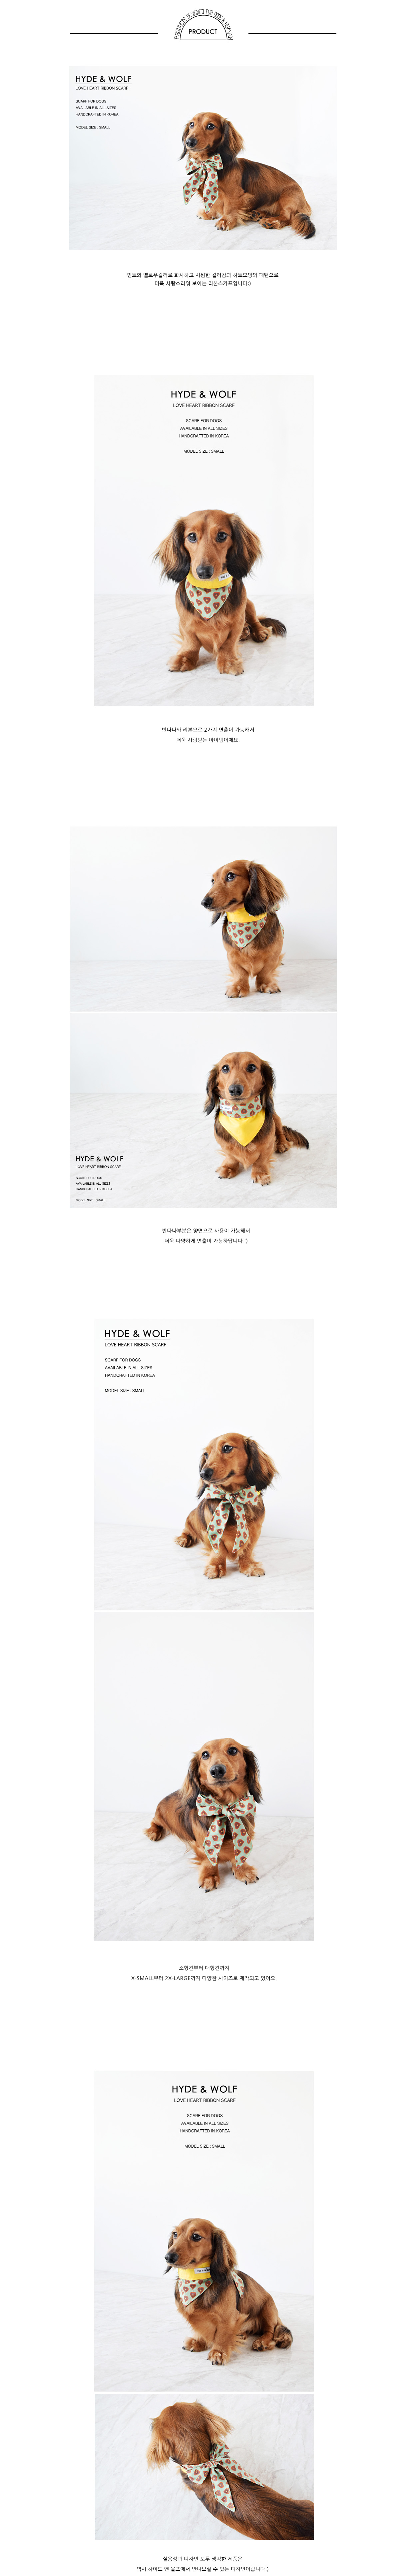 PRODUCTS DESIGNED FOR DOG & HUMAN
PRODUCT
HYDE & WOLF
LOVE HEART RIBBON SCARF
SCARF FOR DOGS
AVAILABLE IN ALL SIZES
HANDCRAFTED IN KOREA
MODEL SIZE : SMALL
민트와 옐로우컬러로 화사하고 시원한 컬러감과 하트모양의 패턴으로
더욱 사랑스러워 보이는 리본스카프입니다:)
HYDE & WOLF
LOVE HEART RIBBON SCARF
SCARF FOR DOGS
AVAILABLE IN ALL SIZES
HANDCRAFTED IN KOREA
MODEL SIZE : SMALL
반다나와 리본으로 2가지 연출이 가능해서
더욱 사랑받는 아이템이에요.
HYDE & WOLF
LOVE HEART RIBBON SCARF
SCARF FOR DOGS
AVAILABLE IN ALL SIZES
HANDCRAFTED IN KOREA
MODEL SIZE : SMALL
반다나부분은 양면으로 사용이 가능해서
더욱 다양하게 연출이 가능하답니다 :)
HYDE & WOLF
LOVE HEART RIBBON SCARF
SCARF FOR DOGS
AVAILABLE IN ALL SIZES
HANDCRAFTED IN KOREA
MODEL SIZE : SMALL
소형견부터 대형견까지
X-SMALL부터 2X-LARGE까지 다양한 사이즈로 제작되고 있어요.
HYDE & WOLF
LOVE HEART RIBBON SCARF
SCARF FOR DOGS
AVAILABLE IN ALL SIZES
HANDCRAFTED IN KOREA
MODEL SIZE : SMALL
실용성과 디자인 모두 생각한 제품은
역시 하이드 앤 울프에서 만나보실 수 있는 디자인이랍니다:)